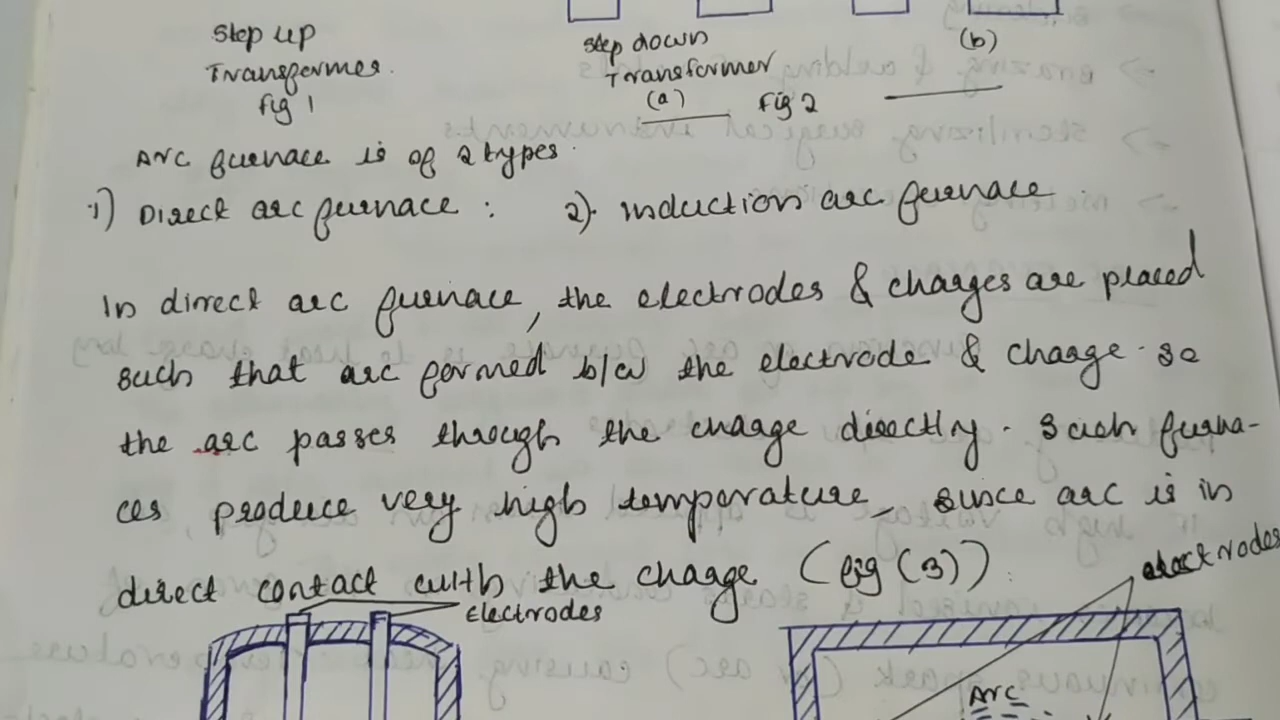 Step up
Transformer.
Fig 1
Step down
Transformer
(a)
Fig 2
(b)
Arc furnace is of 2 types.
1) Direct arc furnace :
2). Induction arc furnace
In direct arc furnace, the electrodes & charges are placed
such that arc formed b/w the electrode & charge. So
the arc passes through the charge directly. Such furna-
ces produce very high temperature, since arc is in
direct contact with the charge (fig (3)).
Electrodes
electrodes
Arc